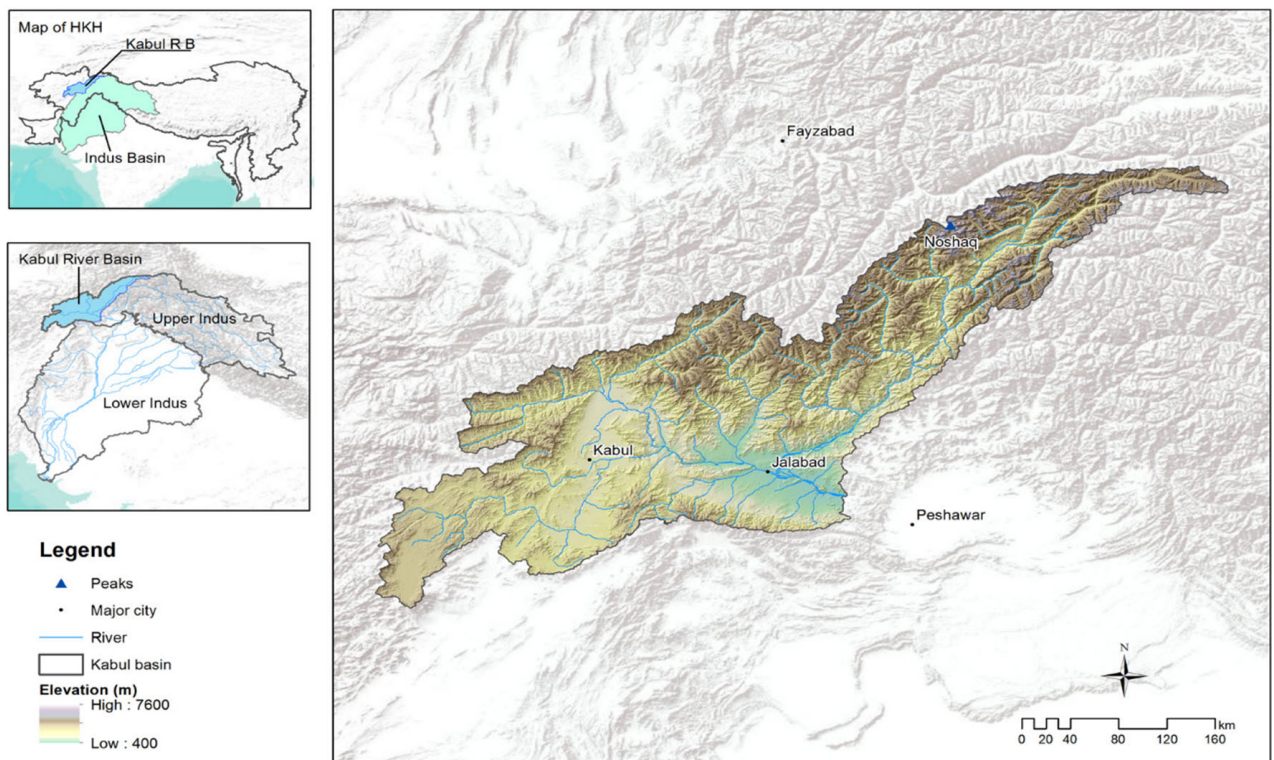 Map of HKH
Kabul R B
Indus Basin
Kabul River Basin
Upper Indus
Lower Indus
Legend
Peaks
Major city
River
Kabul basin
Elevation (m)
High : 7600
Low : 400
Fayzabad
Noshaq
Kabul
Jalabad
Peshawar
N
km
0 20 40 80 120 160